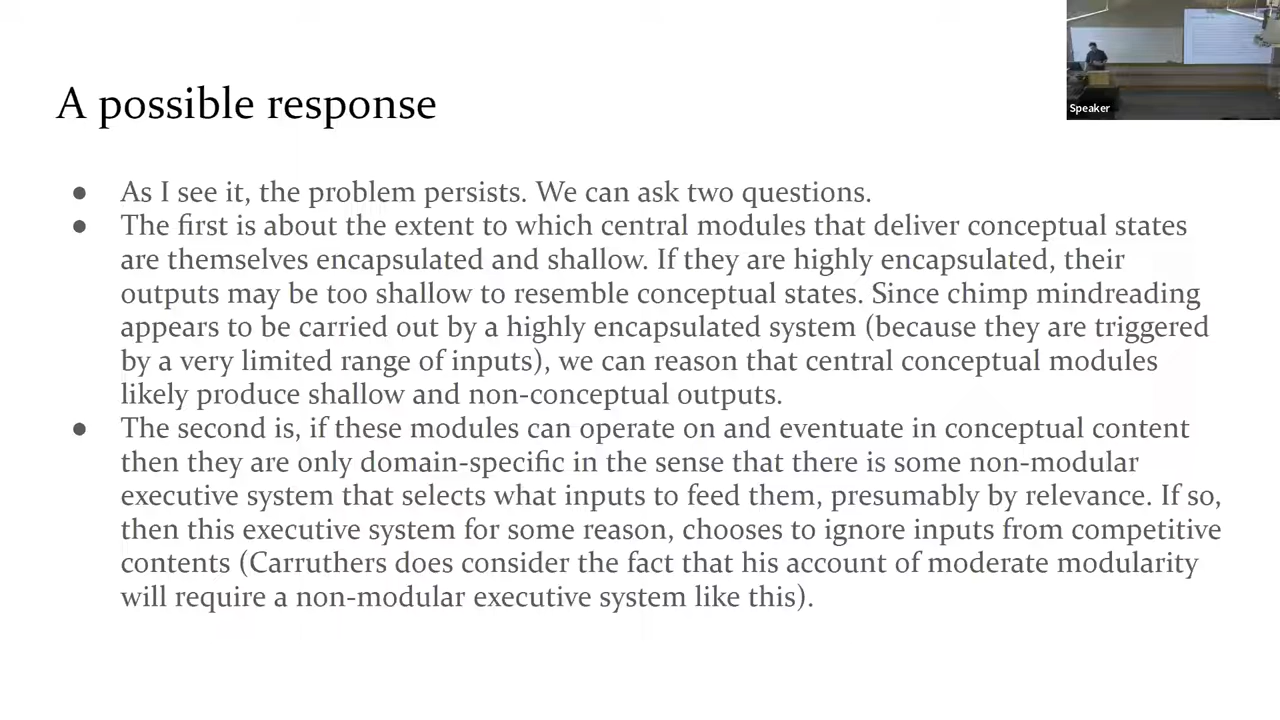 A possible response
Speaker
● As I see it, the problem persists. We can ask two questions.
● The first is about the extent to which central modules that deliver conceptual states
are themselves encapsulated and shallow. If they are highly encapsulated, their
outputs may be too shallow to resemble conceptual states. Since chimp mindreading
appears to be carried out by a highly encapsulated system (because they are triggered
by a very limited range of inputs), we can reason that central conceptual modules
likely produce shallow and non-conceptual outputs.
● The second is, if these modules can operate on and eventuate in conceptual content
then they are only domain-specific in the sense that there is some non-modular
executive system that selects what inputs to feed them, presumably by relevance. If so,
then this executive system for some reason, chooses to ignore inputs from competitive
contents (Carruthers does consider the fact that his account of moderate modularity
will require a non-modular executive system like this).